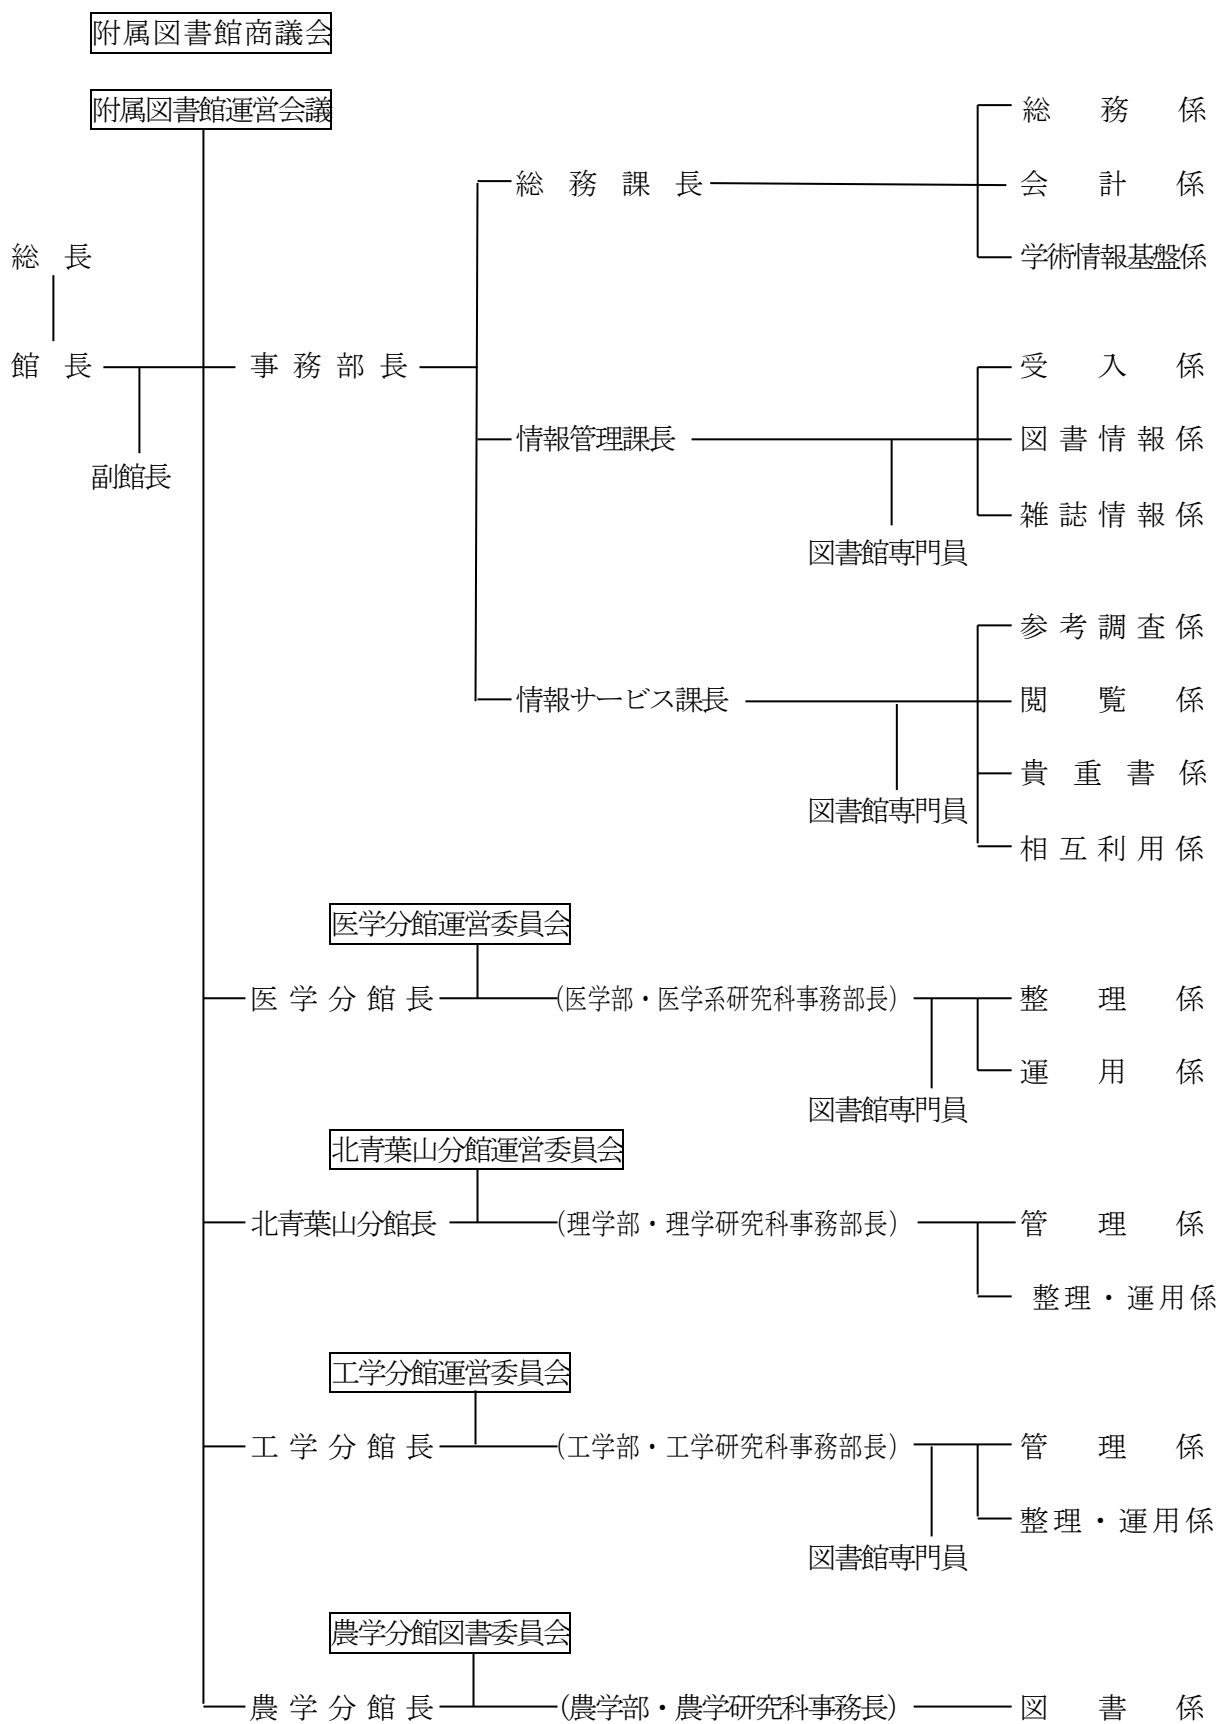 附属図書館商議会
附属図書館運営会議
総務係
総務課長
会計係
総長
学術情報基盤係
館長
事務部長
受入係
情報管理課長
図書情報係
副館長
雑誌情報係
図書館専門員
参考調査係
情報サービス課長
閲覧係
貴重書係
図書館専門員
相互利用係
医学分館運営委員会
医学分館長
(医学部・医学系研究科事務部長)
整理係
運用係
図書館専門員
北青葉山分館運営委員会
北青葉山分館長
(理学部・理学研究科事務部長)
管理係
整理・運用係
工学分館運営委員会
工学分館長
(工学部・工学研究科事務部長)
管理係
整理・運用係
図書館専門員
農学分館図書委員会
農学分館長
(農学部・農学研究科事務長)
図書係